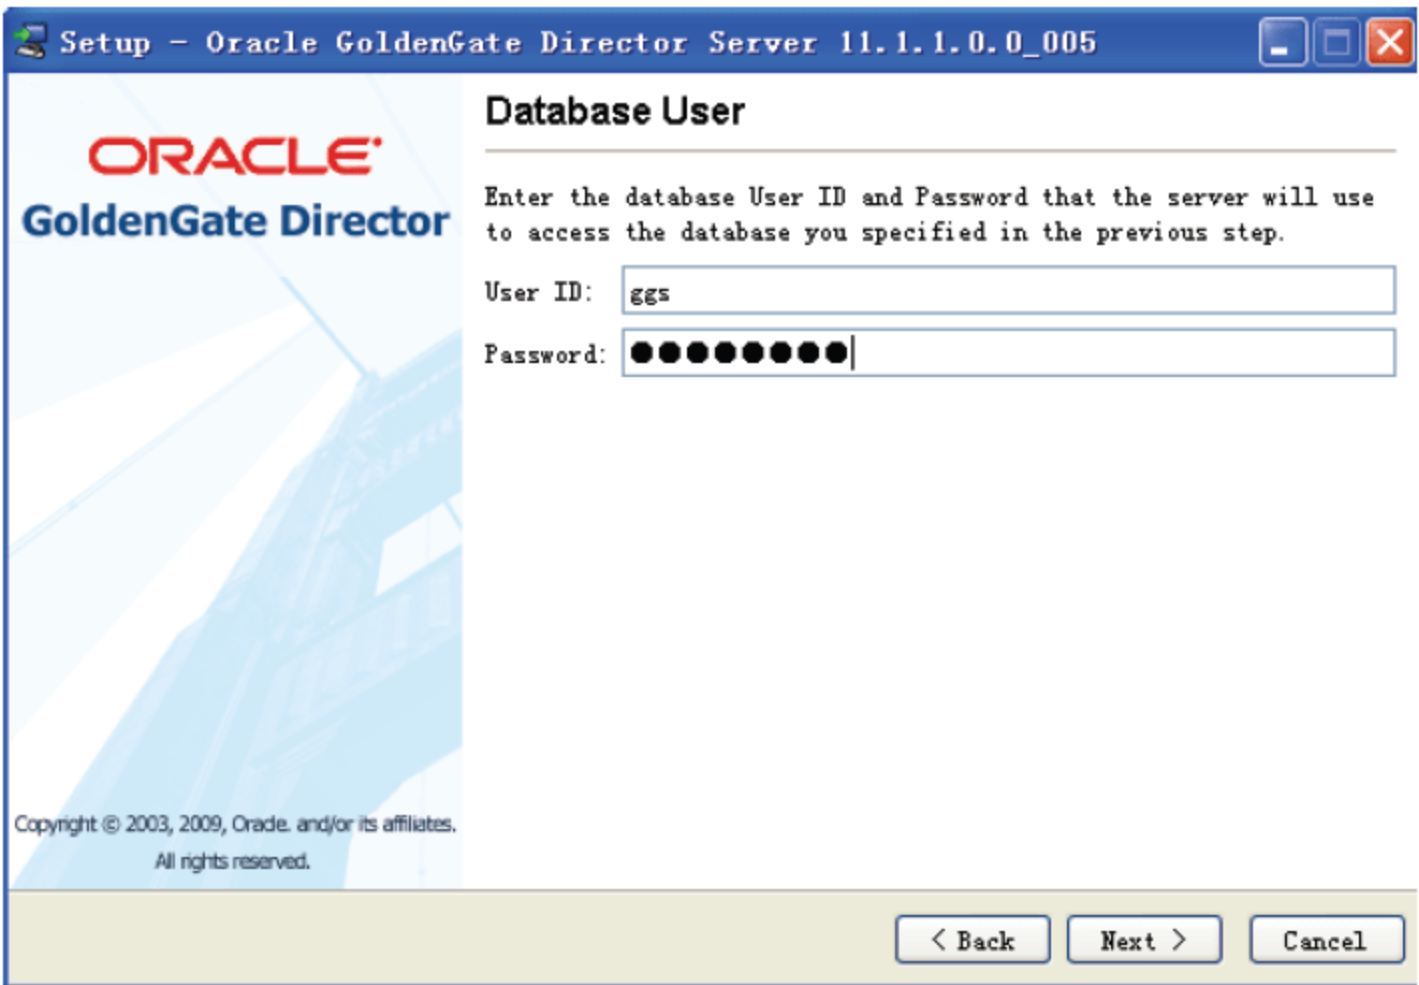 Setup - Oracle GoldenGate Director Server 11.1.1.0.0_005
ORACLE
GoldenGate Director
Database User
Enter the database User ID and Password that the server will use
to access the database you specified in the previous step.
User ID: ggs
Password: ●●●●●●●●
Copyright © 2003, 2009, Oracle. and/or its affiliates.
All rights reserved.
< Back
Next >
Cancel